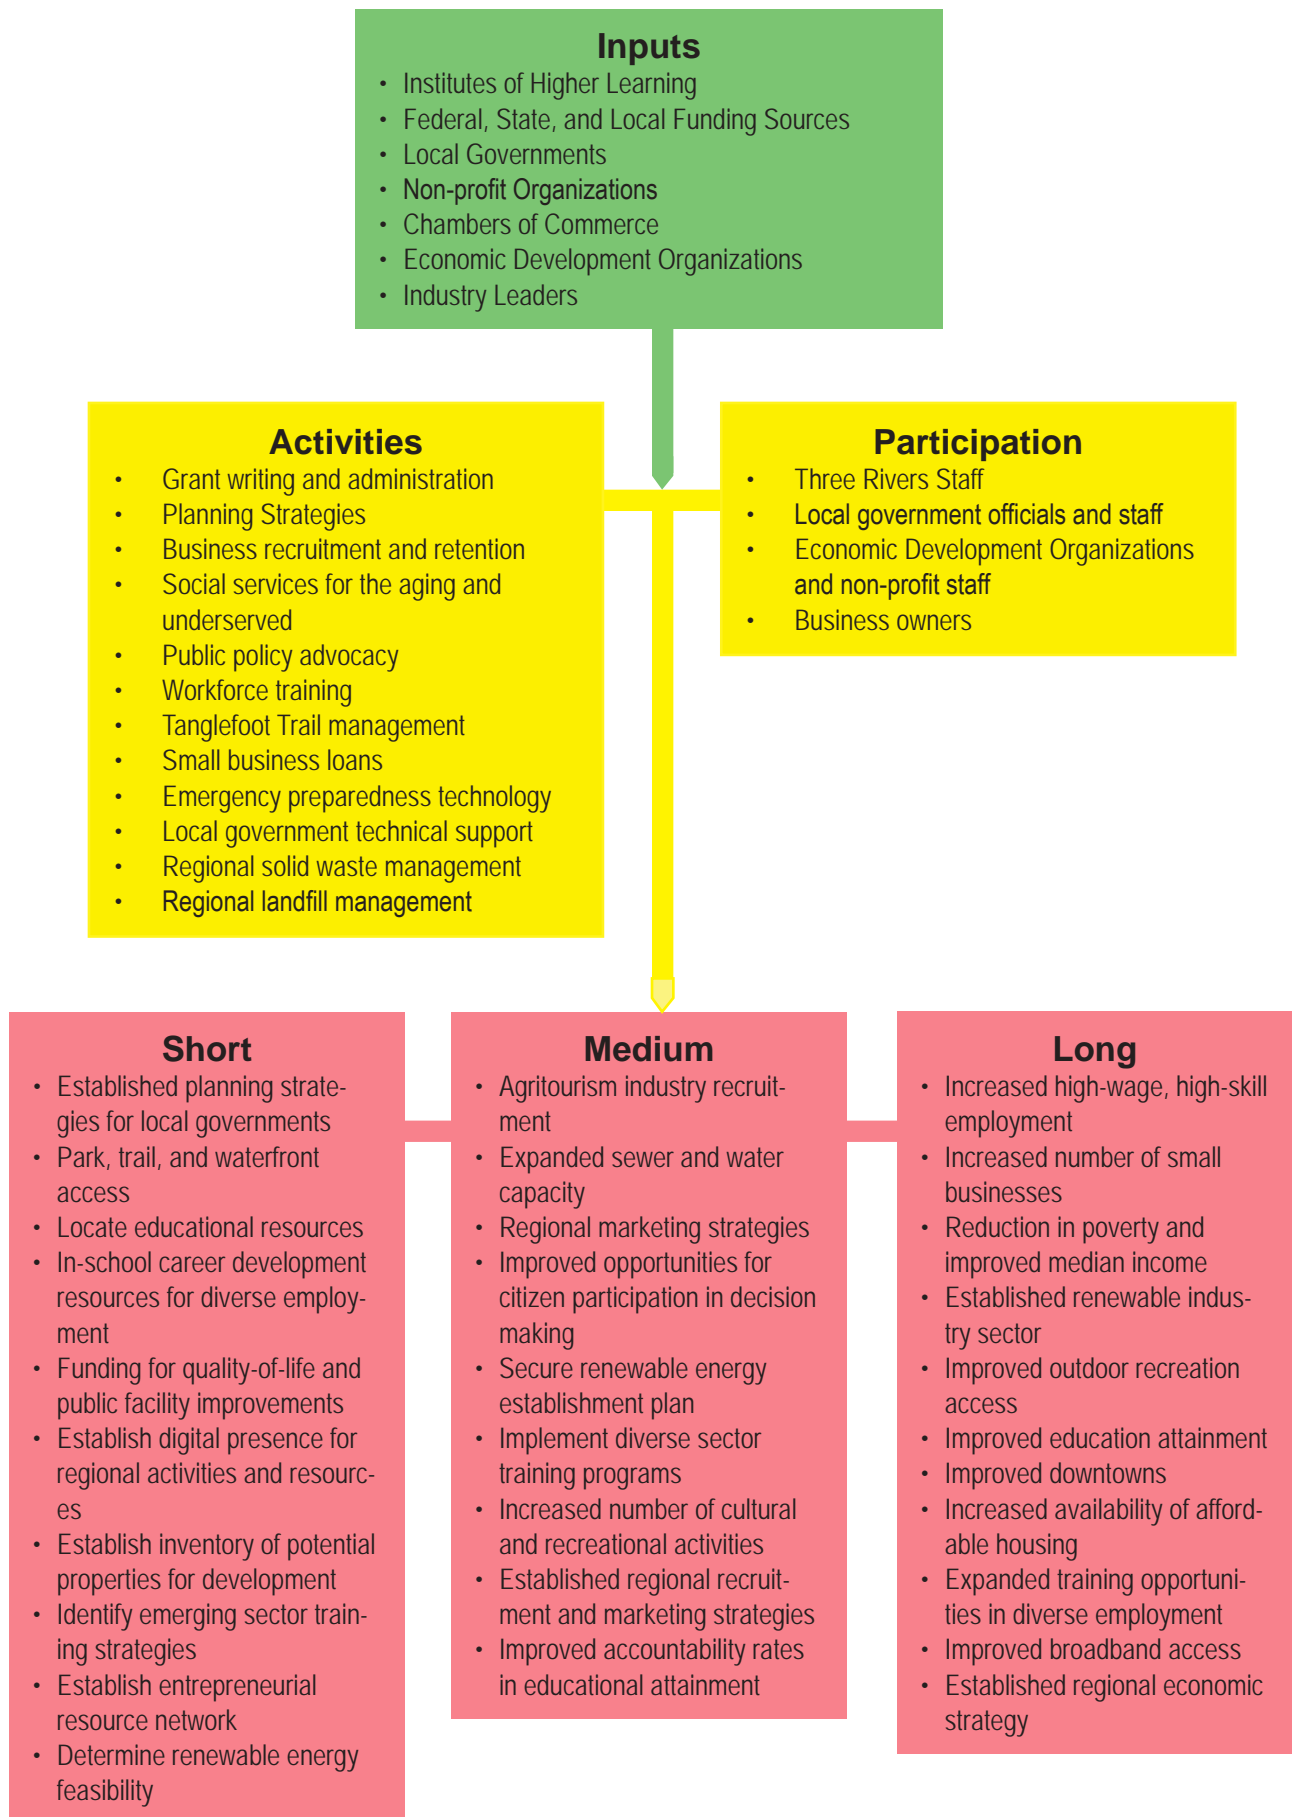 Inputs
• Institutes of Higher Learning
• Federal, State, and Local Funding Sources
• Local Governments
• Non-profit Organizations
• Chambers of Commerce
• Economic Development Organizations
• Industry Leaders
Activities
• Grant writing and administration
• Planning Strategies
• Business recruitment and retention
• Social services for the aging and
underserved
• Public policy advocacy
• Workforce training
• Tanglefoot Trail management
• Small business loans
• Emergency preparedness technology
• Local government technical support
• Regional solid waste management
• Regional landfill management
Participation
• Three Rivers Staff
• Local government officials and staff
• Economic Development Organizations
and non-profit staff
• Business owners
Short
• Established planning strate-
gies for local governments
• Park, trail, and waterfront
access
• Locate educational resources
• In-school career development
resources for diverse employ-
ment
• Funding for quality-of-life and
public facility improvements
• Establish digital presence for
regional activities and resourc-
es
• Establish inventory of potential
properties for development
• Identify emerging sector train-
ing strategies
• Establish entrepreneurial
resource network
• Determine renewable energy
feasibility
Medium
• Agritourism industry recruit-
ment
• Expanded sewer and water
capacity
• Regional marketing strategies
• Improved opportunities for
citizen participation in decision
making
• Secure renewable energy
establishment plan
• Implement diverse sector
training programs
• Increased number of cultural
and recreational activities
• Established regional recruit-
ment and marketing strategies
• Improved accountability rates
in educational attainment
Long
• Increased high-wage, high-skill
employment
• Increased number of small
businesses
• Reduction in poverty and
improved median income
• Established renewable indus-
try sector
• Improved outdoor recreation
access
• Improved education attainment
• Improved downtowns
• Increased availability of afford-
able housing
• Expanded training opportuni-
ties in diverse employment
• Improved broadband access
• Established regional economic
strategy